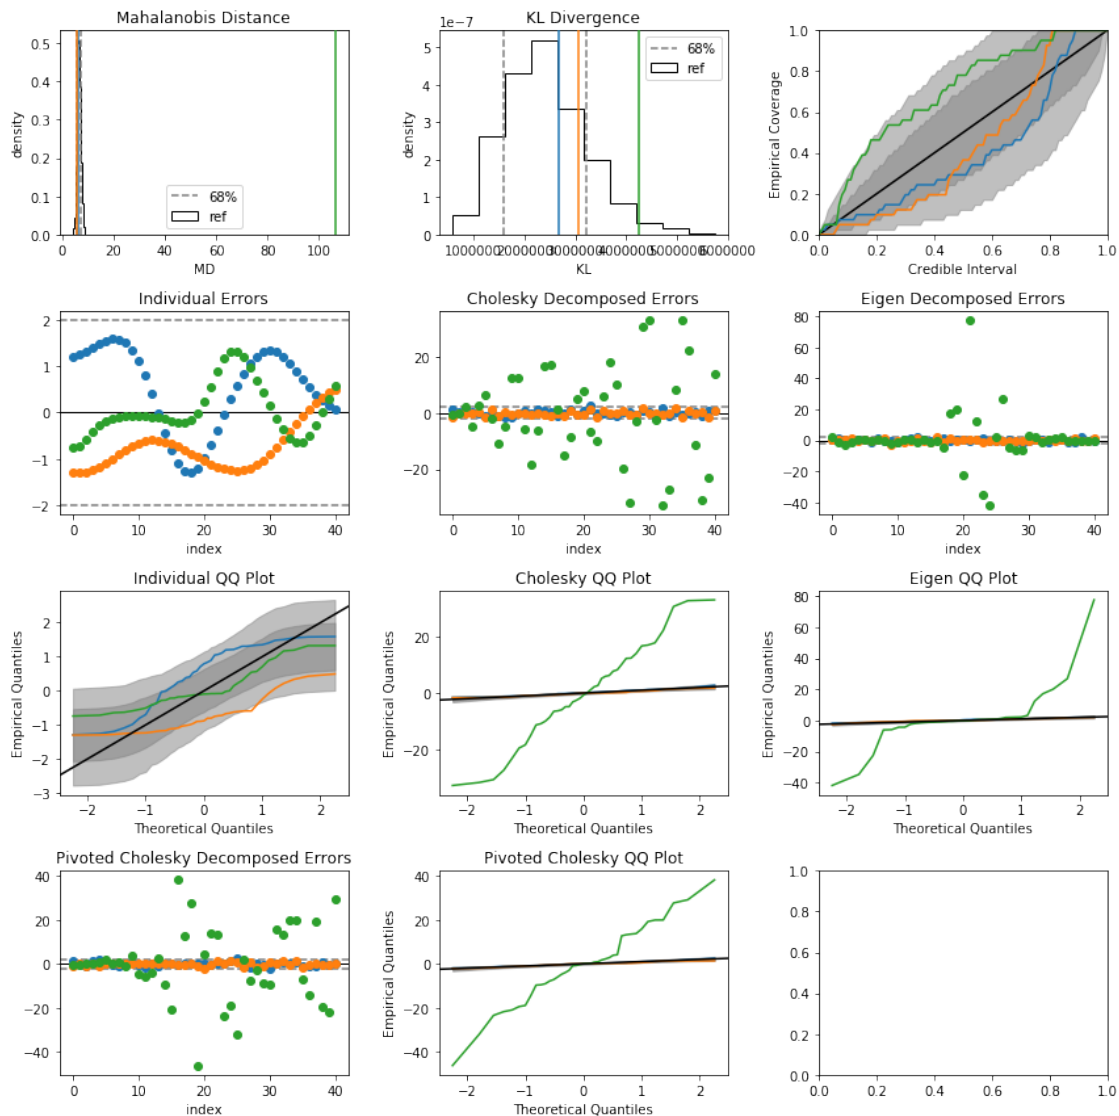 Mahalanobis Distance
density
0.5
0.4
0.3
0.2
0.1
0.0
68%
ref
0 20 40 60 80 100
MD
KL Divergence
1e−7
density
5
4
3
2
1
0
68%
ref
1000000 2000000 3000000 4000000 5000000 6000000
KL
Empirical Coverage
1.0
0.8
0.6
0.4
0.2
0.0
0.0 0.2 0.4 0.6 0.8 1.0
Credible Interval
Individual Errors
2
1
0
−1
−2
0 10 20 30 40
index
Cholesky Decomposed Errors
20
0
−20
0 10 20 30 40
index
Eigen Decomposed Errors
80
60
40
20
0
−20
−40
0 10 20 30 40
index
Individual QQ Plot
Empirical Quantiles
2
1
0
−1
−2
−3
−2 −1 0 1 2
Theoretical Quantiles
Cholesky QQ Plot
Empirical Quantiles
20
0
−20
−2 −1 0 1 2
Theoretical Quantiles
Eigen QQ Plot
Empirical Quantiles
80
60
40
20
0
−20
−40
−2 −1 0 1 2
Theoretical Quantiles
Pivoted Cholesky Decomposed Errors
40
20
0
−20
−40
0 10 20 30 40
index
Pivoted Cholesky QQ Plot
Empirical Quantiles
40
20
0
−20
−40
−2 −1 0 1 2
Theoretical Quantiles
1.0
0.8
0.6
0.4
0.2
0.0
0.0 0.2 0.4 0.6 0.8 1.0